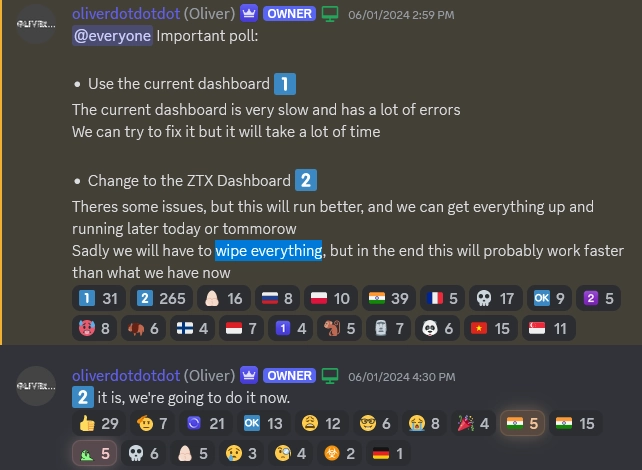 oliverdotdotdot (Oliver) OWNER 06/01/2024 2:59 PM
@everyone Important poll:
• Use the current dashboard 1
The current dashboard is very slow and has a lot of errors
We can try to fix it but it will take a lot of time
• Change to the ZTX Dashboard 2
Theres some issues, but this will run better, and we can get everything up and
running later today or tommorow
Sadly we will have to wipe everything, but in the end this will probably work faster
than what we have now
1 31 2 265 16 8 10 39 5 17 OK 9 2 5
8 6 4 7 1 4 5 7 6 15 11
oliverdotdotdot (Oliver) OWNER 06/01/2024 4:30 PM
2 it is, we're going to do it now.
29 7 21 OK 13 12 6 8 4 5 15
5 6 5 3 4 2 1